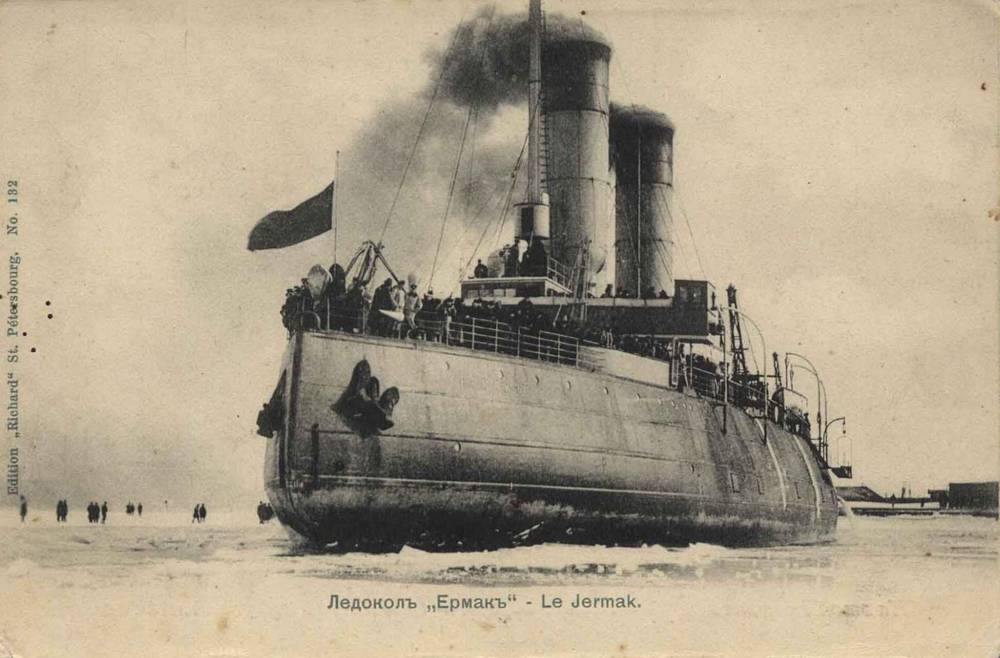 Edition „Richard“ St. Pétersbourg, No. 132
Ледоколъ „Ермакъ“ - Le Jermak.